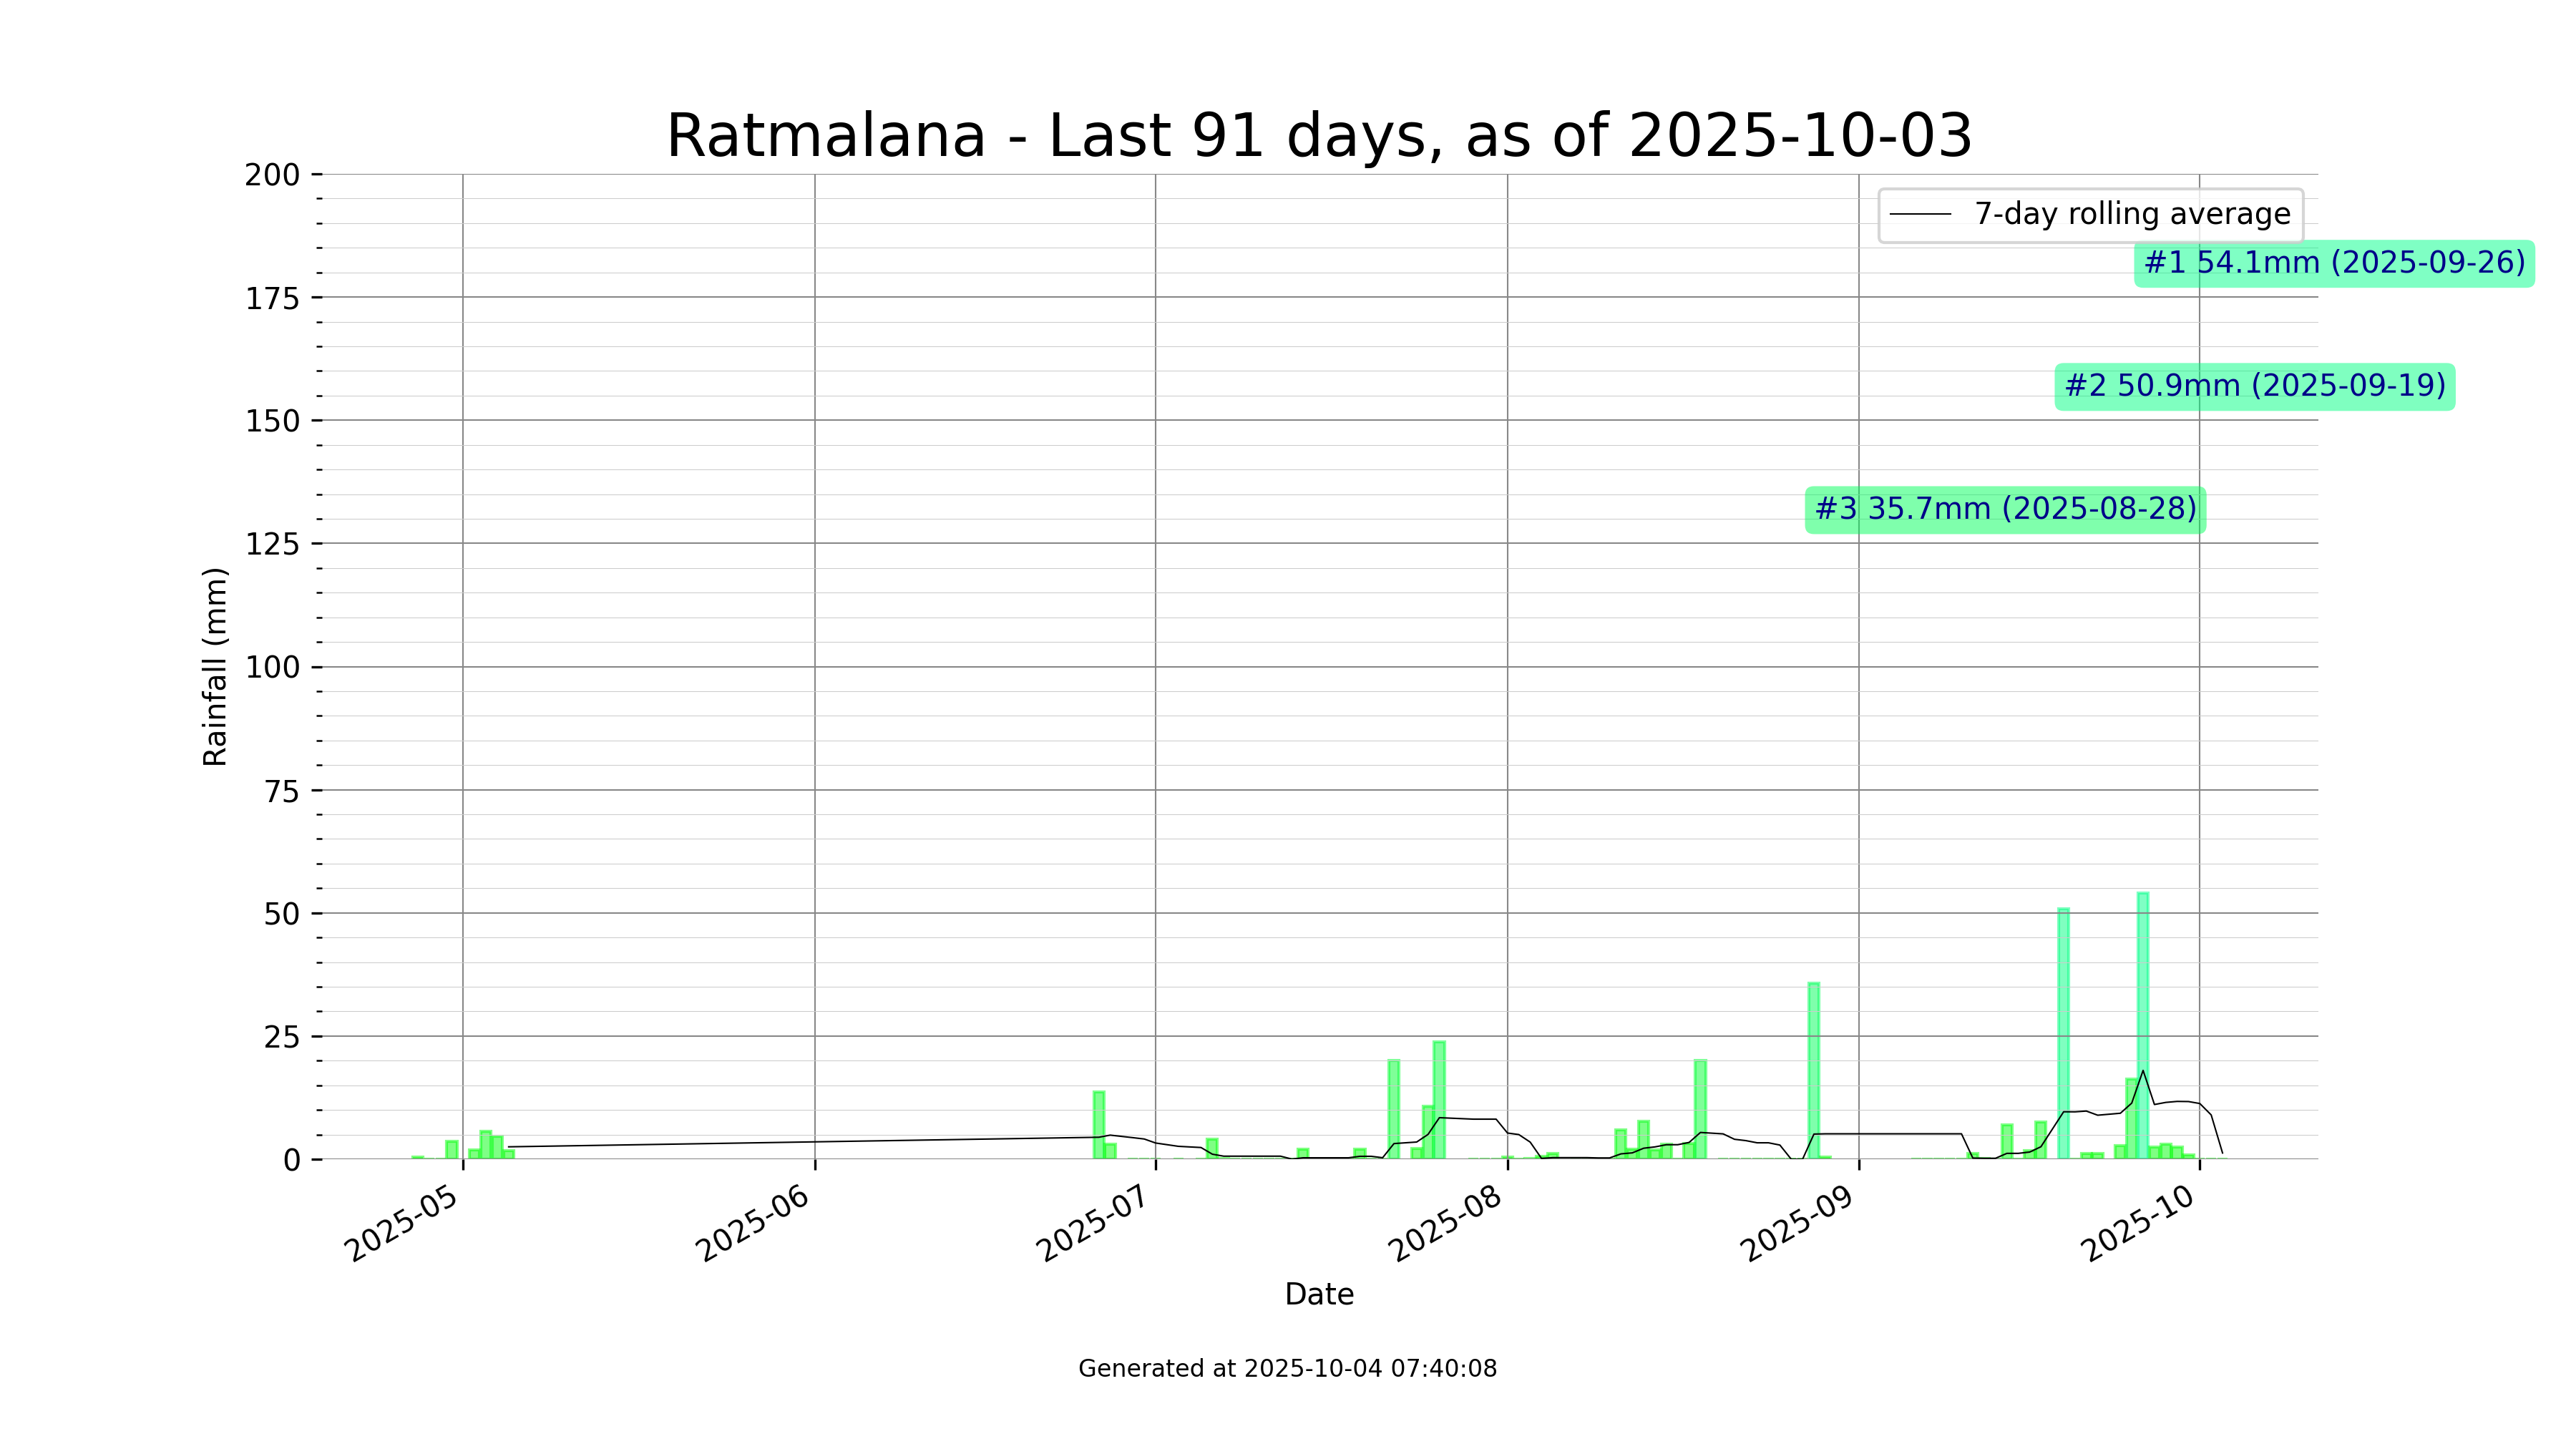 Ratmalana - Last 91 days, as of 2025-10-03
200
175
150
125
100
75
50
25
0
Rainfall (mm)
7-day rolling average
#1 54.1mm (2025-09-26)
#2 50.9mm (2025-09-19)
#3 35.7mm (2025-08-28)
2025-05
2025-06
2025-07
2025-08
2025-09
2025-10
Date
Generated at 2025-10-04 07:40:08